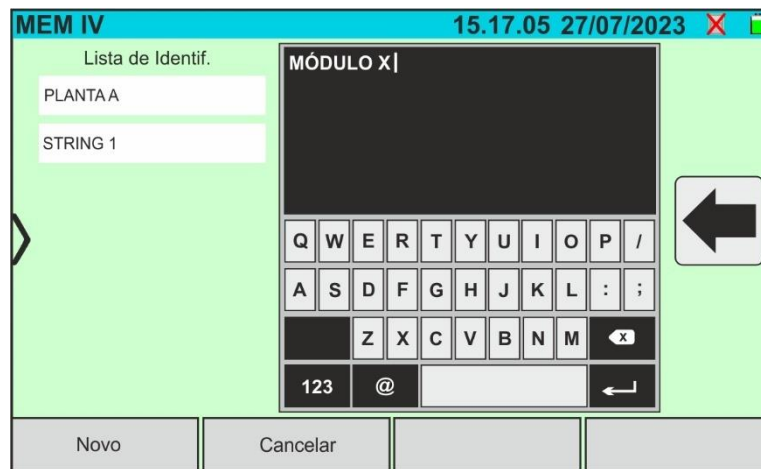 MEM IV 15.17.05 27/07/2023
Lista de Identif.
PLANTA A
STRING 1
MÓDULO X
Q W E R T Y U I O P /
A S D F G H J K L : ;
Z X C V B N M X
123 @
Novo Cancelar